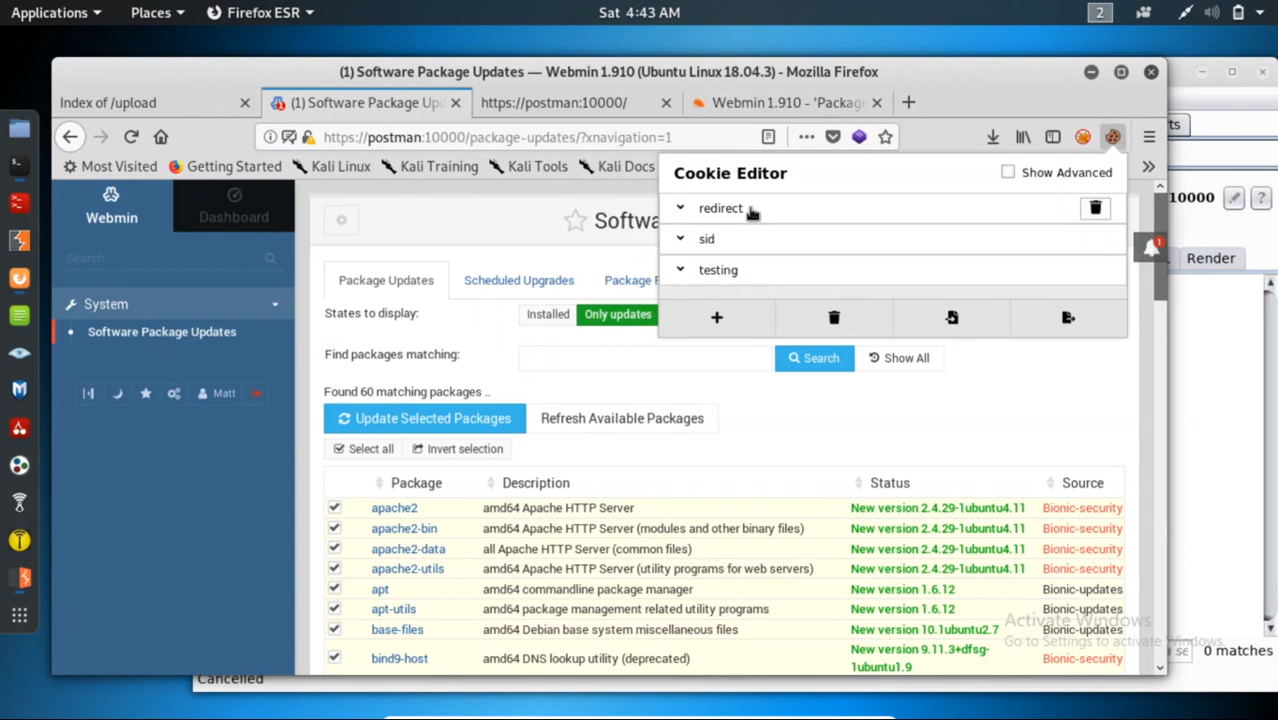 Applications Places Firefox ESR Sat 4:43 AM 2
(1) Software Package Updates — Webmin 1.910 (Ubuntu Linux 18.04.3) - Mozilla Firefox
Index of /upload (1) Software Package Upd https://postman:10000/ Webmin 1.910 - 'Packag
https://postman:10000/package-updates/?xnavigation=1
Most Visited Getting Started Kali Linux Kali Training Kali Tools Kali Docs
Cookie Editor Show Advanced
redirect
sid
testing
Webmin Dashboard
Search
System
Software Package Updates
Matt
Softwa
Package Updates Scheduled Upgrades Package R
States to display: Installed Only updates
Find packages matching: Search Show All
Found 60 matching packages ..
Update Selected Packages Refresh Available Packages
Select all Invert selection
Package Description Status Source
apache2 amd64 Apache HTTP Server New version 2.4.29-1ubuntu4.11 Bionic-security
apache2-bin amd64 Apache HTTP Server (modules and other binary files) New version 2.4.29-1ubuntu4.11 Bionic-security
apache2-data all Apache HTTP Server (common files) New version 2.4.29-1ubuntu4.11 Bionic-security
apache2-utils amd64 Apache HTTP Server (utility programs for web servers) New version 2.4.29-1ubuntu4.11 Bionic-security
apt amd64 commandline package manager New version 1.6.12 Bionic-updates
apt-utils amd64 package management related utility programs New version 1.6.12 Bionic-updates
base-files amd64 Debian base system miscellaneous files New version 10.1ubuntu2.7 Bionic-updates
bind9-host amd64 DNS lookup utility (deprecated) New version 9.11.3+dfsg- Bionic-security
1ubuntu1.9
1
ts
10000 ?
Render
Activate Windows
Go to Settings to activate Windows.
0 matches
Cancelled